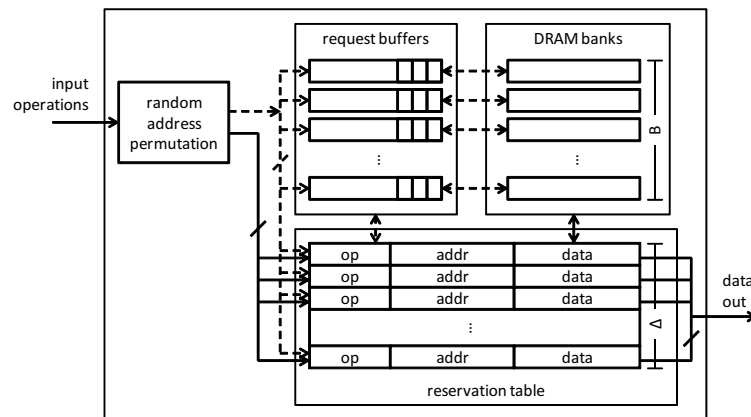 request buffers
DRAM banks
input
operations
random
address
permutation
B
...
...
op addr data
op addr data
op addr data
...
op addr data
Δ
data
out
reservation table